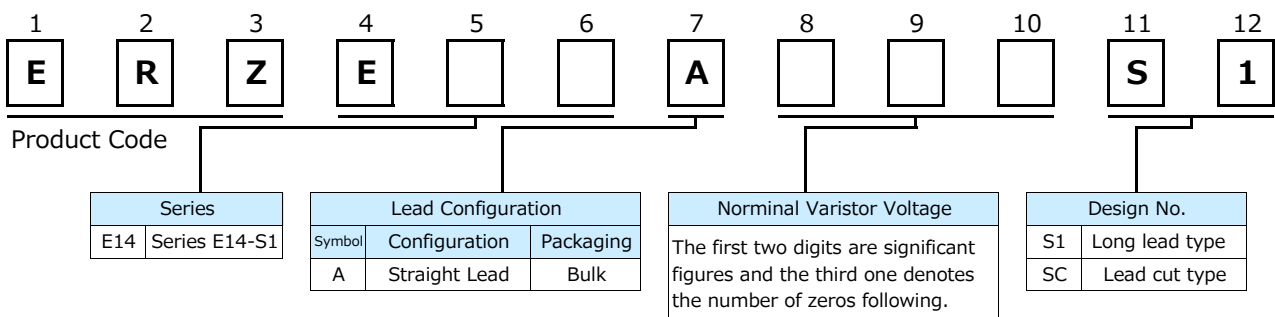 1 2 3 4 5 6 7 8 9 10 11 12
E R Z E A S 1
Product Code
Series
E14 Series E14-S1
Lead Configuration
Symbol Configuration Packaging
A Straight Lead Bulk
Norminal Varistor Voltage
The first two digits are significant
figures and the third one denotes
the number of zeros following.
Design No.
S1 Long lead type
SC Lead cut type